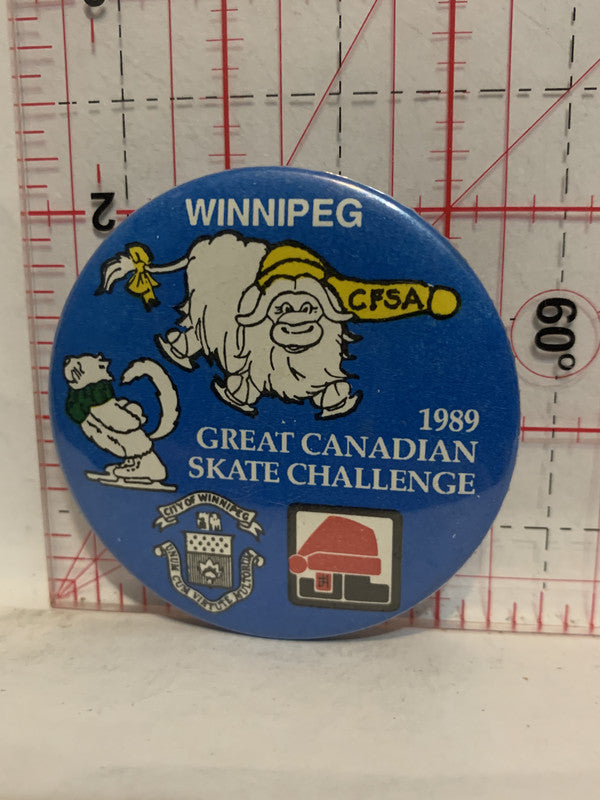 2
WINNIPEG
CFSA
60°
1989
GREAT CANADIAN
SKATE CHALLENGE
CITY OF WINNIPEG
UNUM CUM VIRTUTE MULTORUM